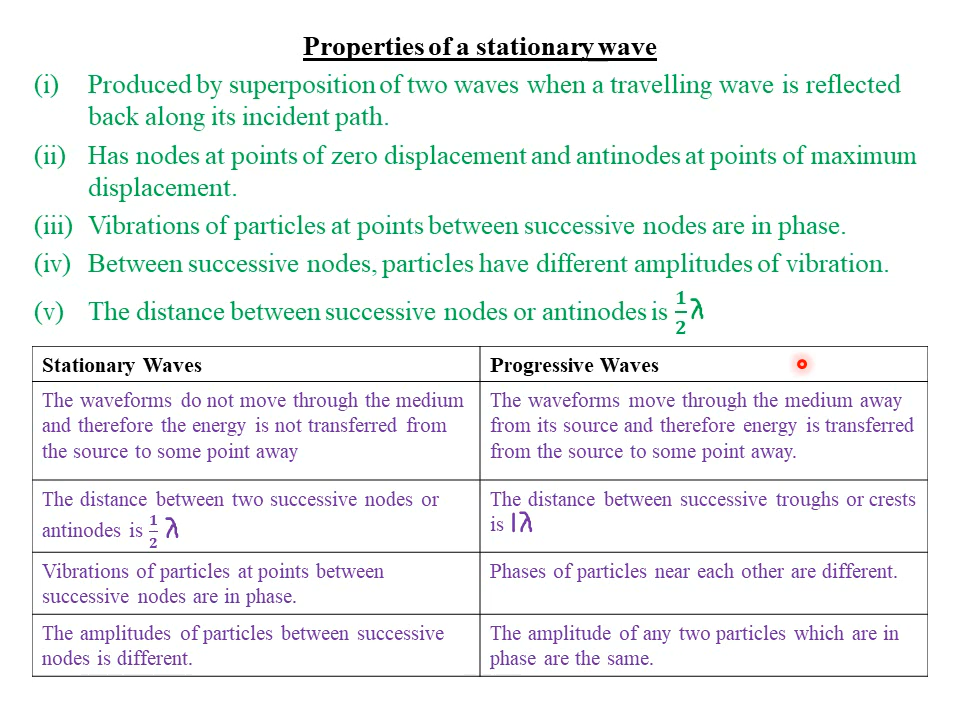 Properties of a stationary wave
(i) Produced by superposition of two waves when a travelling wave is reflected
back along its incident path.
(ii) Has nodes at points of zero displacement and antinodes at points of maximum
displacement.
(iii) Vibrations of particles at points between successive nodes are in phase.
(iv) Between successive nodes, particles have different amplitudes of vibration.
(v) The distance between successive nodes or antinodes is 1/2 λ
Stationary Waves
Progressive Waves
The waveforms do not move through the medium
and therefore the energy is not transferred from
the source to some point away
The waveforms move through the medium away
from its source and therefore energy is transferred
from the source to some point away.
The distance between two successive nodes or
antinodes is 1/2 λ
The distance between successive troughs or crests
is 1λ
Vibrations of particles at points between
successive nodes are in phase.
Phases of particles near each other are different.
The amplitudes of particles between successive
nodes is different.
The amplitude of any two particles which are in
phase are the same.